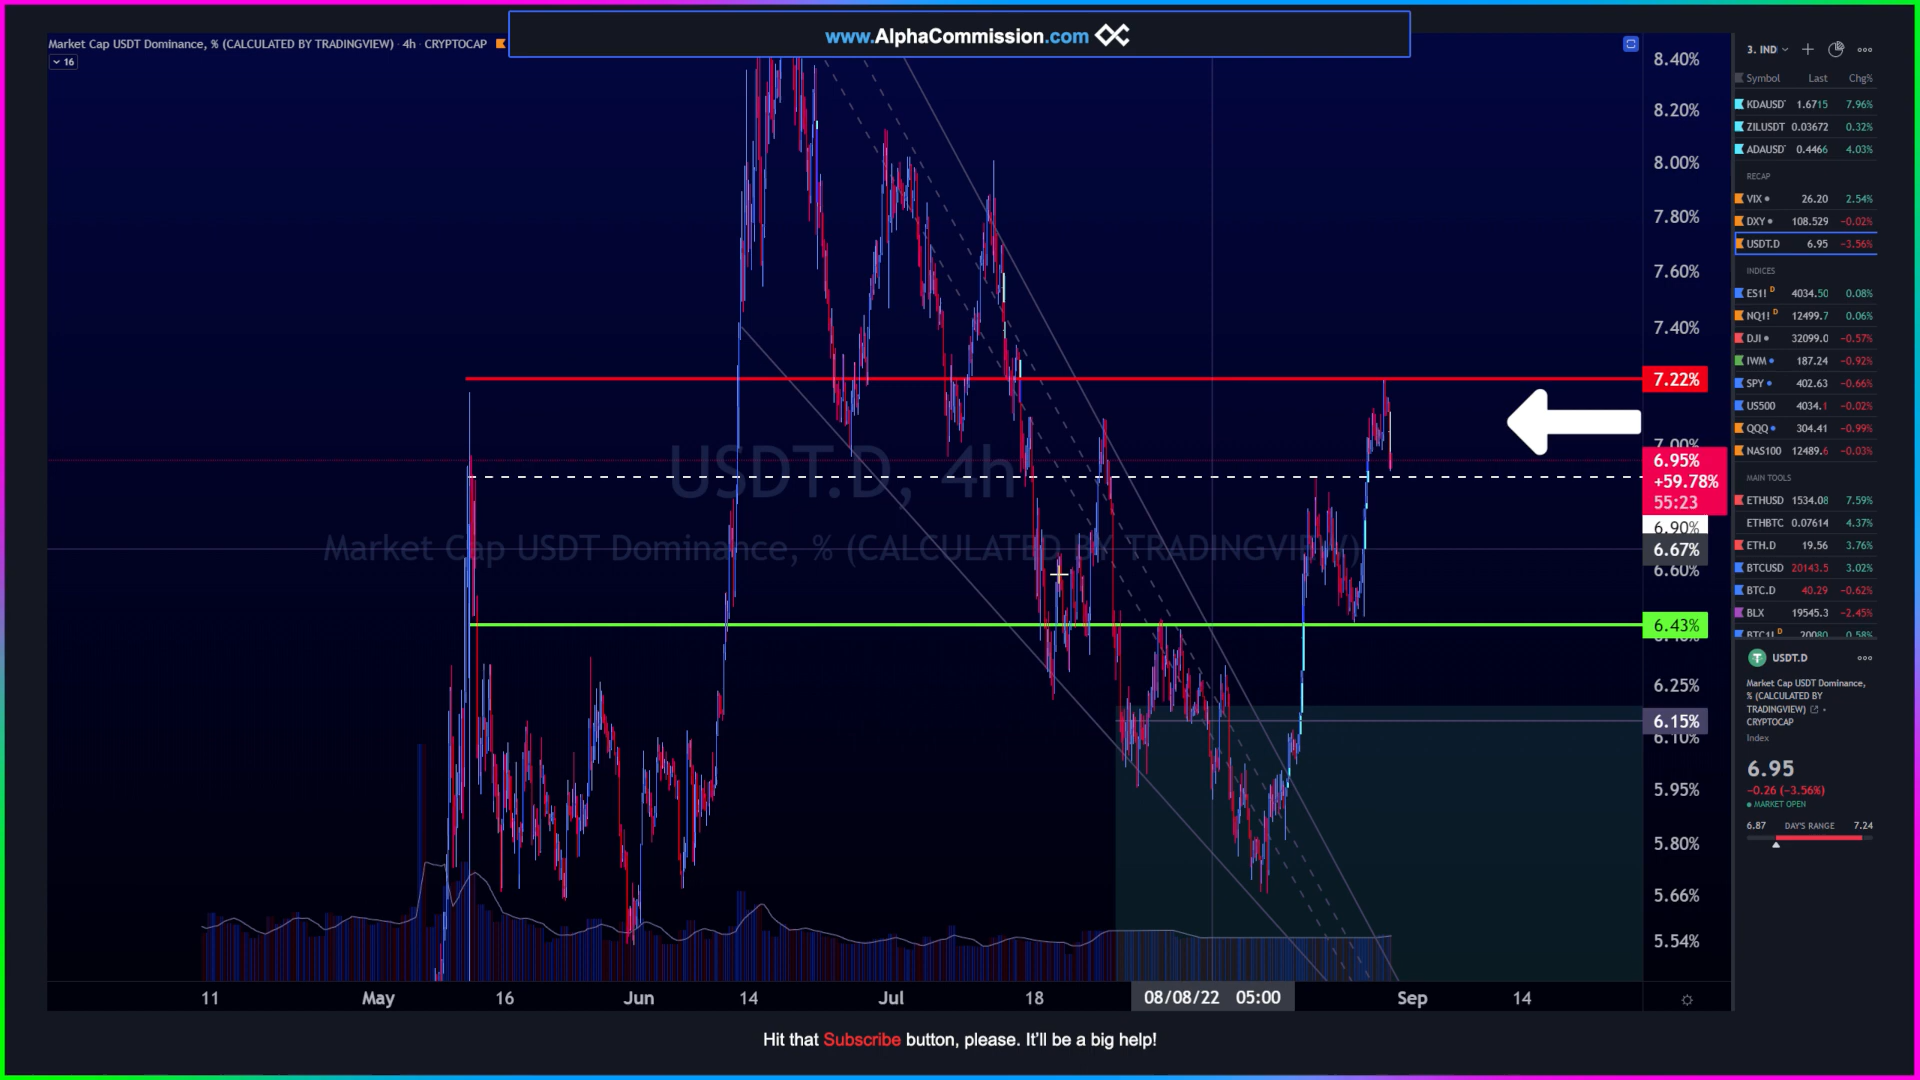 www.AlphaCommission.com
Market Cap USDT Dominance, % (CALCULATED BY TRADINGVIEW) · 4h · CRYPTOCAP
16
USDT.D, 4h
Market Cap USDT Dominance, % (CALCULATED BY TRADINGVIEW)
8.40%
8.20%
8.00%
7.80%
7.60%
7.40%
7.22%
7.00%
6.95%
+59.78%
55:23
6.90%
6.67%
6.60%
6.43%
6.25%
6.15%
6.10%
5.95%
5.80%
5.66%
5.54%
11 May 16 Jun 14 Jul 18 08/08/22 05:00 Sep 14
3. IND
Symbol Last Chg%
KDAUSD 1.6715 7.96%
ZILUSDT 0.03672 0.32%
ADAUSD 0.4466 4.03%
RECAP
VIX 26.20 2.54%
DXY 108.529 −0.02%
USDT.D 6.95 −3.56%
INDICES
ES1! D 4034.50 0.08%
NQ1! D 12499.7 0.06%
DJI 32099.0 −0.57%
IWM 187.24 −0.92%
SPY 402.63 −0.66%
US500 4034.1 −0.02%
QQQ 304.41 −0.99%
NAS100 12489.6 −0.03%
MAIN TOOLS
ETHUSD 1534.08 7.59%
ETHBTC 0.07614 4.37%
ETH.D 19.56 3.76%
BTCUSD 20143.5 3.02%
BTC.D 40.29 −0.62%
BLX 19545.3 −2.45%
BTC1! D 20080 0.58%
USDT.D
Market Cap USDT Dominance,
% (CALCULATED BY
TRADINGVIEW) •
CRYPTOCAP
Index
6.95
−0.26 (−3.56%)
MARKET OPEN
6.87 DAY'S RANGE 7.24
Hit that Subscribe button, please. It'll be a big help!